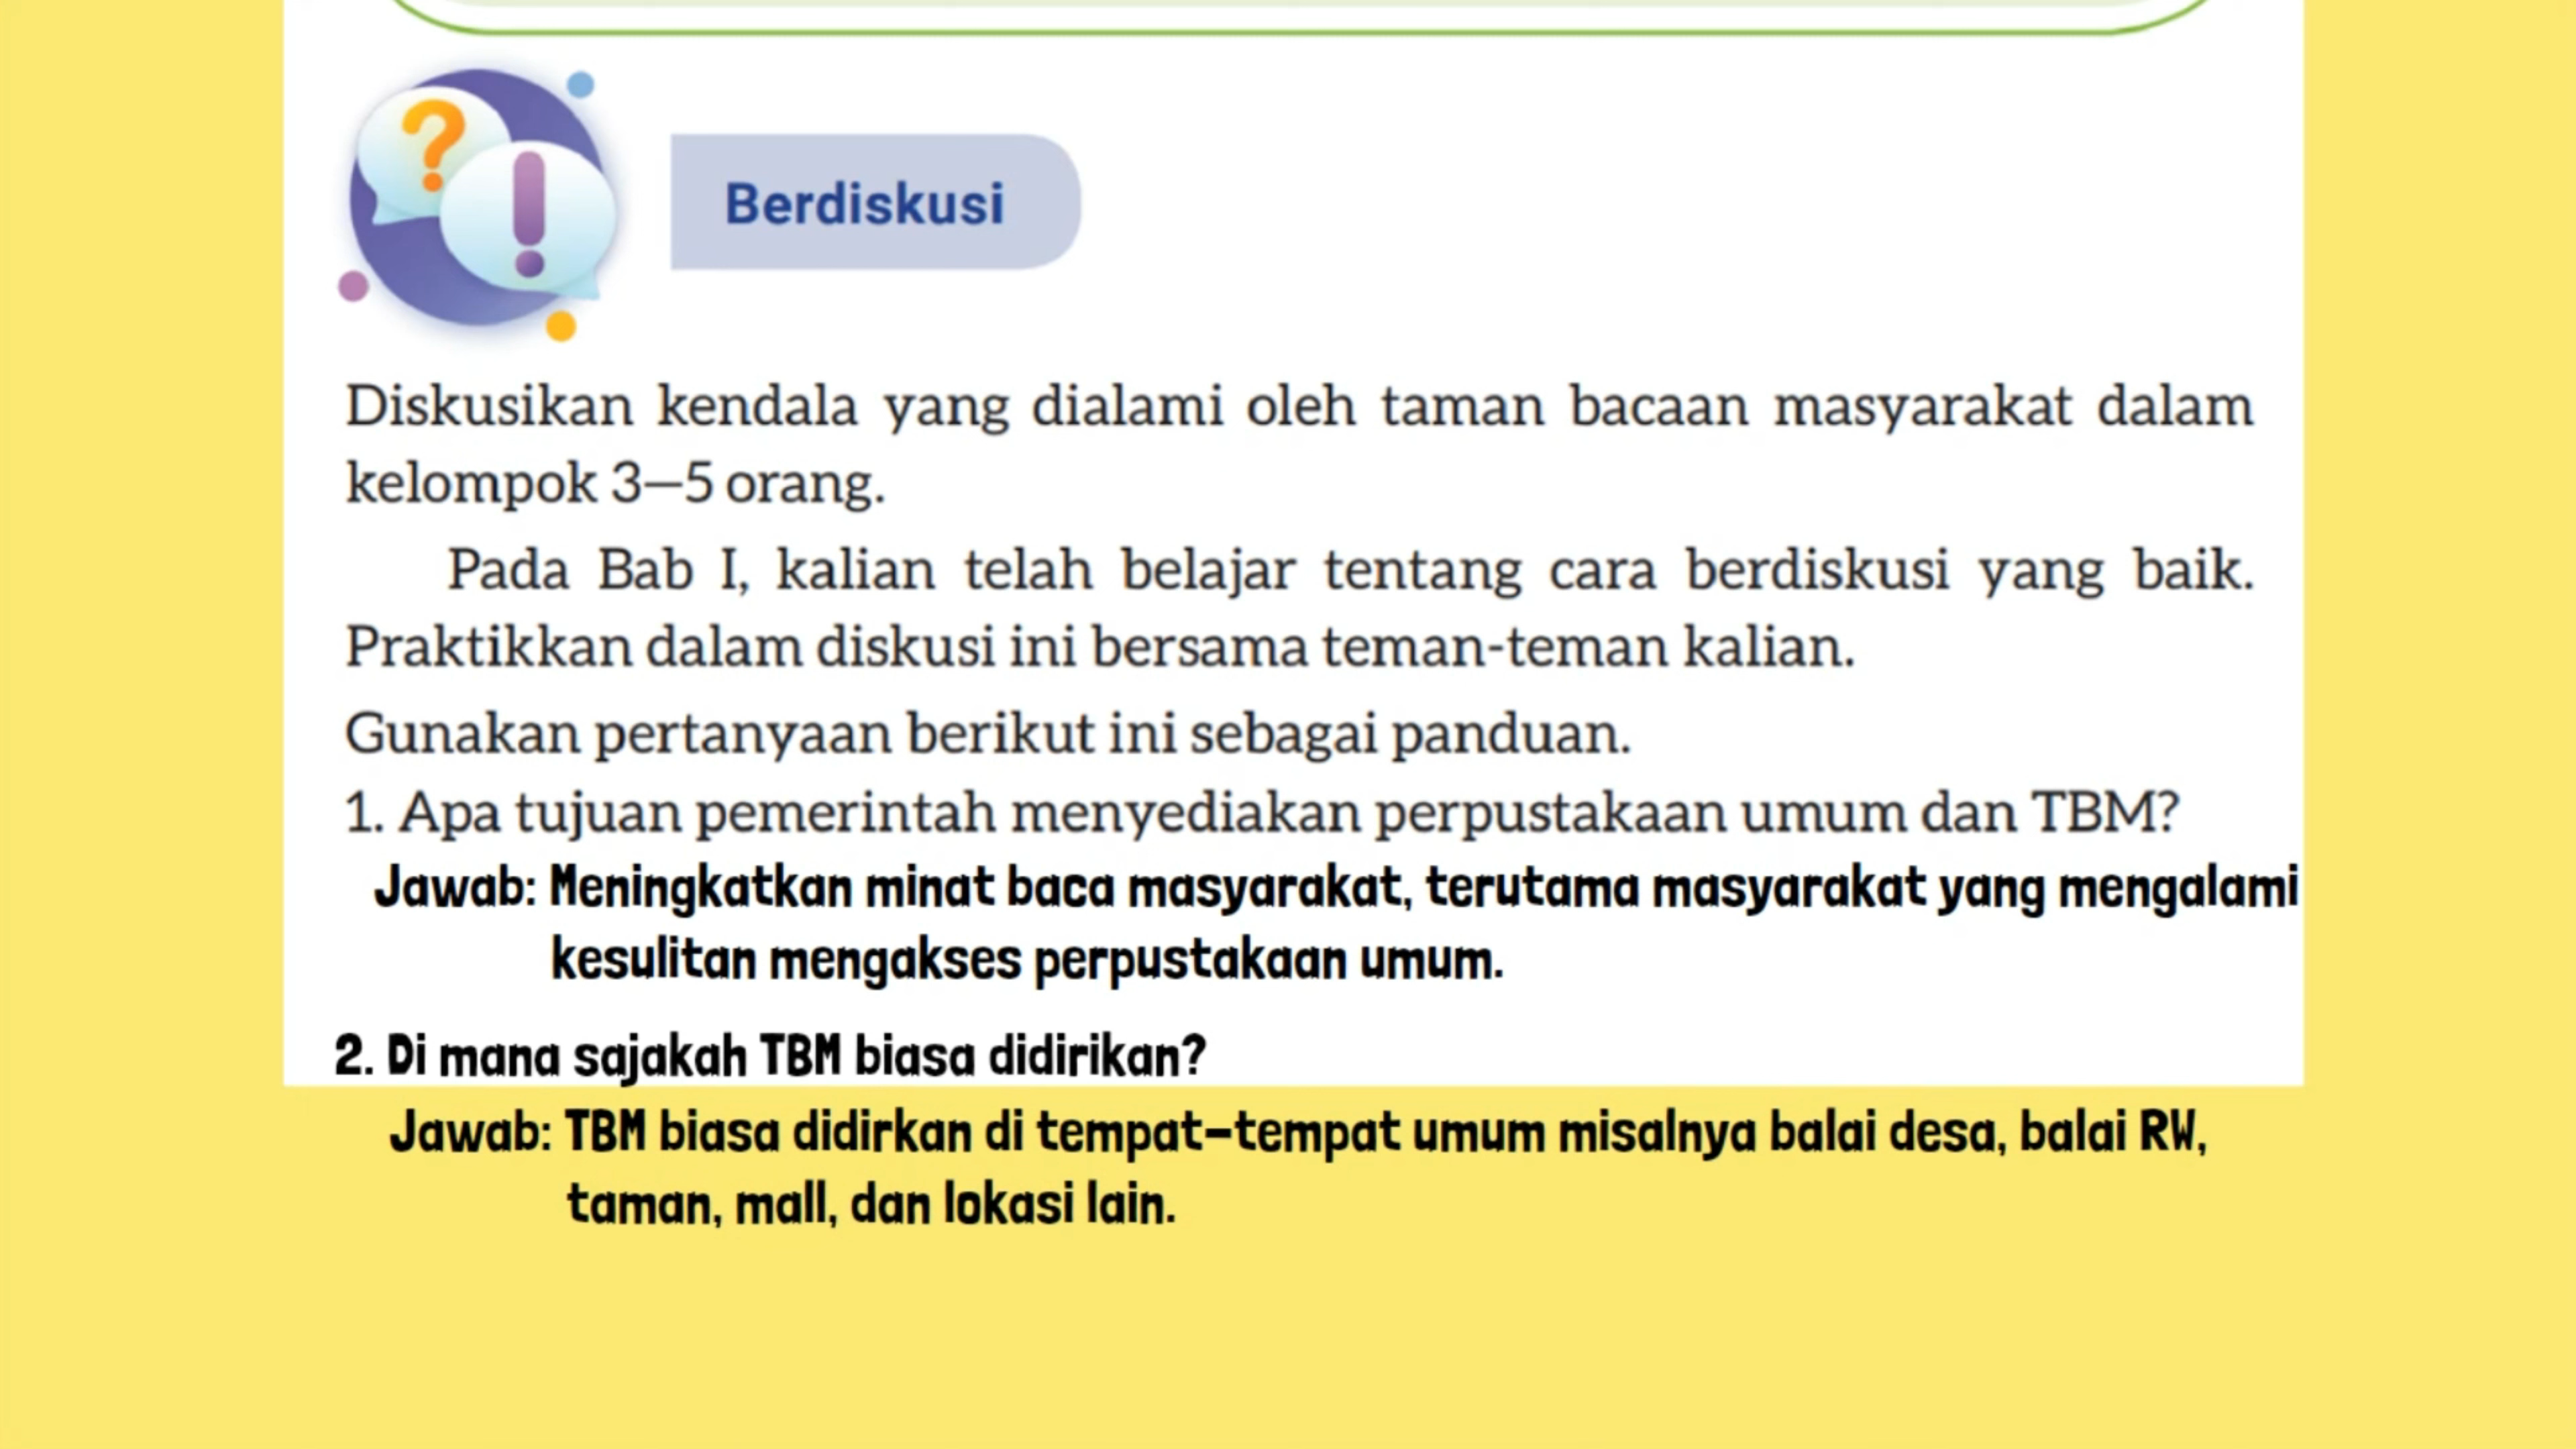 Berdiskusi
Diskusikan kendala yang dialami oleh taman bacaan masyarakat dalam
kelompok 3—5 orang.
Pada Bab I, kalian telah belajar tentang cara berdiskusi yang baik.
Praktikkan dalam diskusi ini bersama teman-teman kalian.
Gunakan pertanyaan berikut ini sebagai panduan.
1. Apa tujuan pemerintah menyediakan perpustakaan umum dan TBM?
Jawab: Meningkatkan minat baca masyarakat, terutama masyarakat yang mengalami
kesulitan mengakses perpustakaan umum.
2. Di mana sajakah TBM biasa didirikan?
Jawab: TBM biasa didirkan di tempat-tempat umum misalnya balai desa, balai RW,
taman, mall, dan lokasi lain.